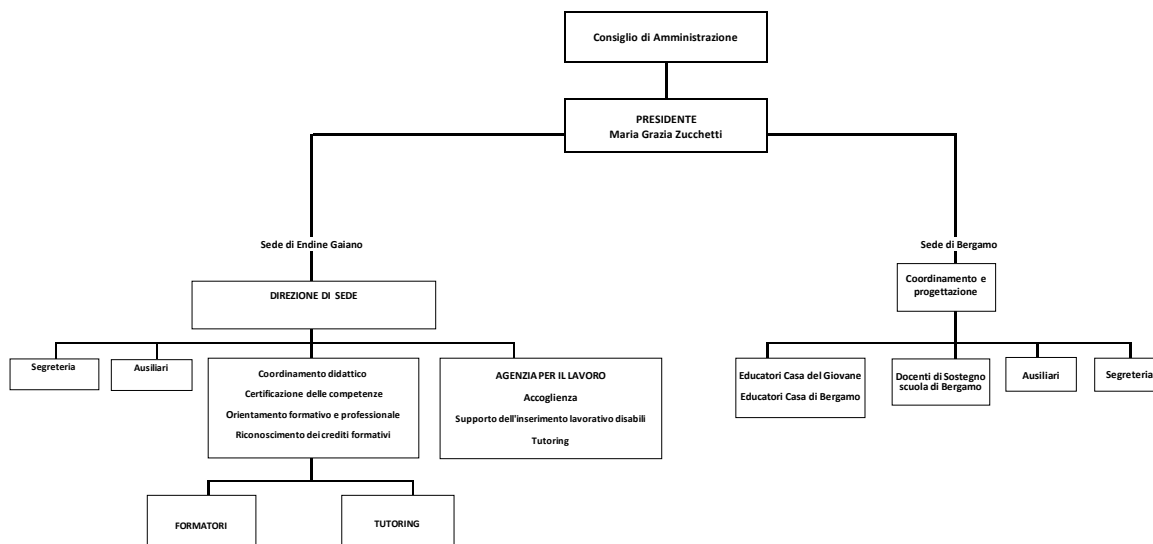 Consiglio di Amministrazione
PRESIDENTE
Maria Grazia Zucchetti
Sede di Endine Gaiano
Sede di Bergamo
DIREZIONE DI SEDE
Coordinamento e
progettazione
Segreteria
Ausiliari
Coordinamento didattico
Certificazione delle competenze
Orientamento formativo e professionale
Riconoscimento dei crediti formativi
AGENZIA PER IL LAVORO
Accoglienza
Supporto dell'inserimento lavorativo disabili
Tutoring
Educatori Casa del Giovane
Educatori Casa di Bergamo
Docenti di Sostegno
scuola di Bergamo
Ausiliari
Segreteria
FORMATORI
TUTORING